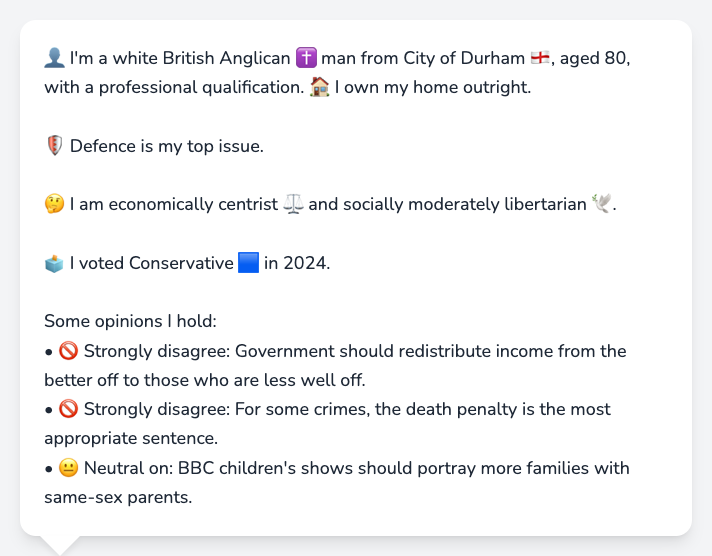 👤 I'm a white British Anglican ✝️ man from City of Durham 🏴󠁧󠁢󠁥󠁮󠁧󠁿, aged 80,
with a professional qualification. 🏠 I own my home outright.
🛡️ Defence is my top issue.
🤔 I am economically centrist ⚖️ and socially moderately libertarian 🕊️.
🗳️ I voted Conservative 🟦 in 2024.
Some opinions I hold:
• 🚫 Strongly disagree: Government should redistribute income from the
better off to those who are less well off.
• 🚫 Strongly disagree: For some crimes, the death penalty is the most
appropriate sentence.
• 😐 Neutral on: BBC children's shows should portray more families with
same-sex parents.